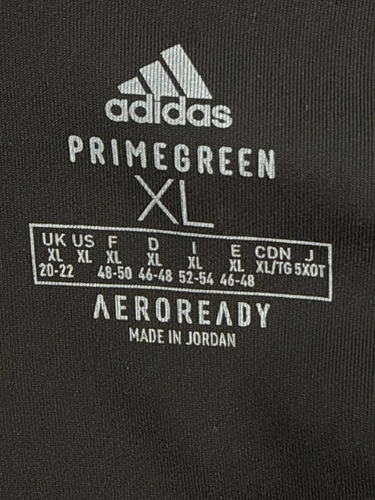 adidas
PRIMEGREEN
XL
UK US F D I E CDN J
XL XL XL XL XL XL XL/TG 5XOT
20-22 48-50 46-48 52-54 46-48
AEROREADY
MADE IN JORDAN